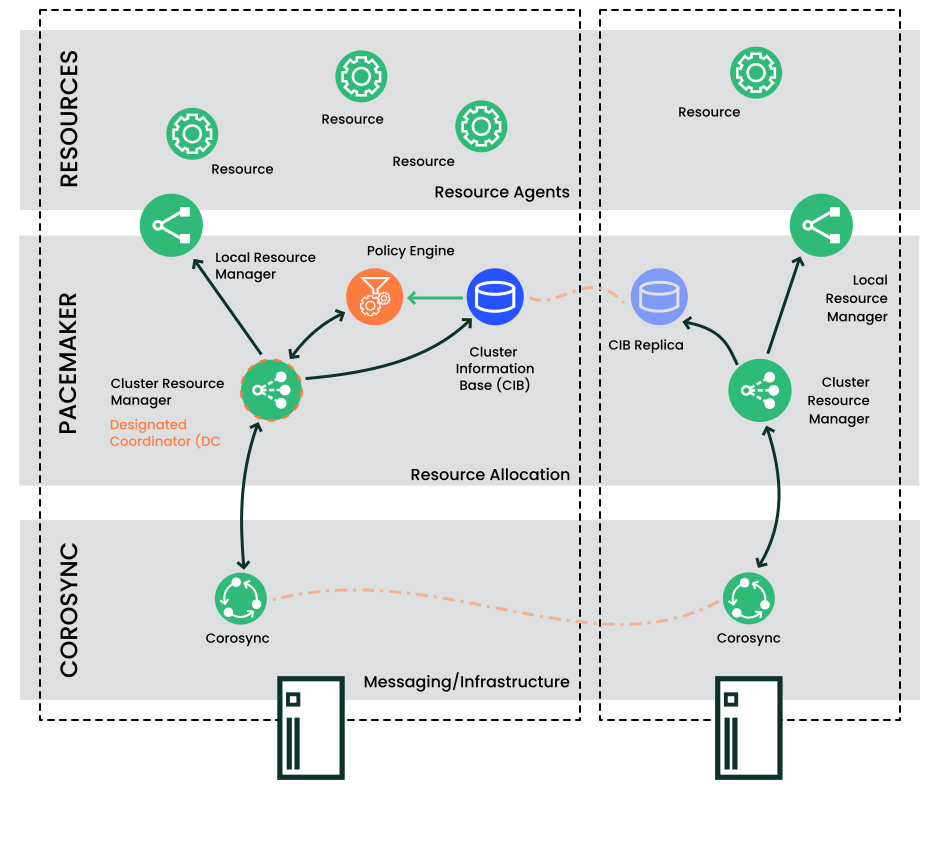 RESOURCES
Resource
Resource
Resource
Resource
Resource Agents
PACEMAKER
Local Resource
Manager
Policy Engine
Cluster
Information
Base (CIB)
Cluster Resource
Manager
Designated
Coordinator (DC
Resource Allocation
CIB Replica
Local
Resource
Manager
Cluster
Resource
Manager
COROSYNC
Corosync
Corosync
Messaging/Infrastructure